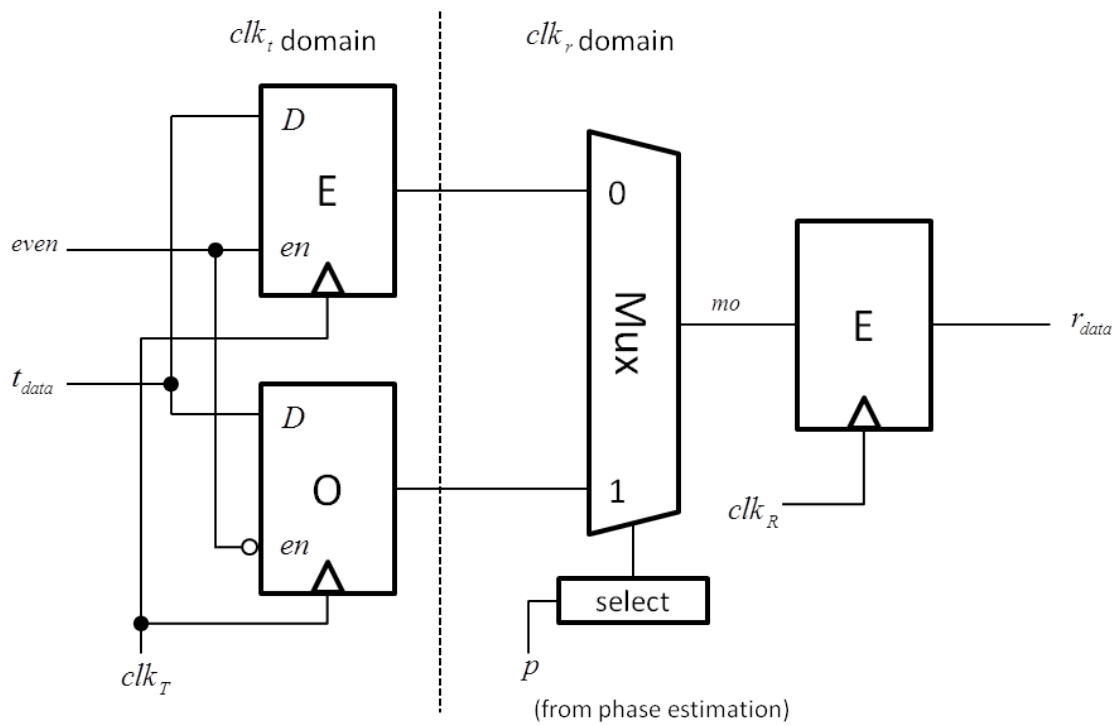 clk_t domain
clk_r domain
D
E
even
en
0
Mux
mo
E
r_data
t_data
D
O
en
1
clk_R
select
clk_T
p
(from phase estimation)